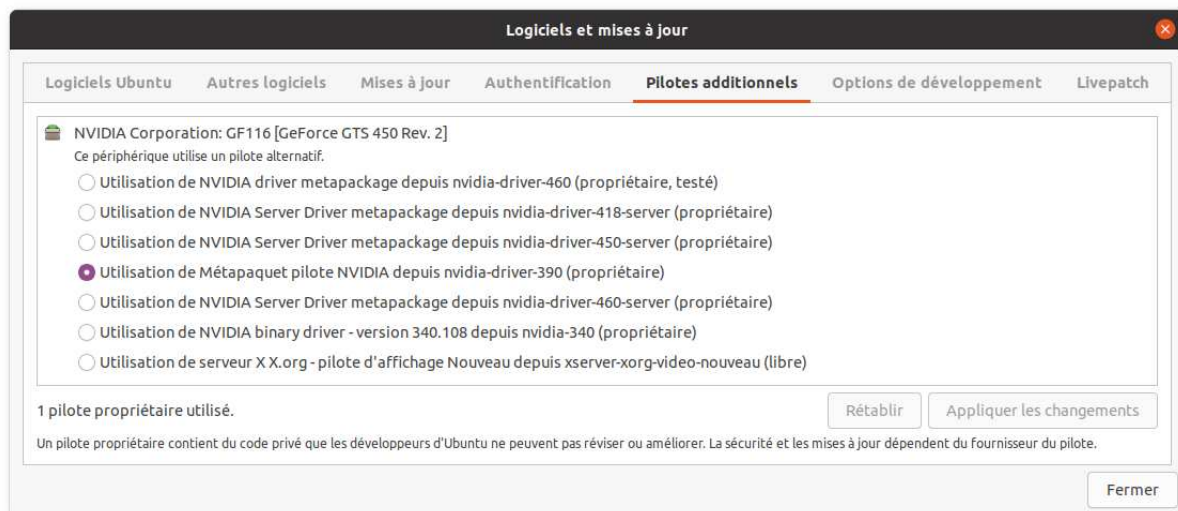 Logiciels et mises à jour
Logiciels Ubuntu Autres logiciels Mises à jour Authentification Pilotes additionnels Options de développement Livepatch
NVIDIA Corporation: GF116 [GeForce GTS 450 Rev. 2]
Ce périphérique utilise un pilote alternatif.
Utilisation de NVIDIA driver metapackage depuis nvidia-driver-460 (propriétaire, testé)
Utilisation de NVIDIA Server Driver metapackage depuis nvidia-driver-418-server (propriétaire)
Utilisation de NVIDIA Server Driver metapackage depuis nvidia-driver-450-server (propriétaire)
Utilisation de Métapaquet pilote NVIDIA depuis nvidia-driver-390 (propriétaire)
Utilisation de NVIDIA Server Driver metapackage depuis nvidia-driver-460-server (propriétaire)
Utilisation de NVIDIA binary driver - version 340.108 depuis nvidia-340 (propriétaire)
Utilisation de serveur X X.org - pilote d'affichage Nouveau depuis xserver-xorg-video-nouveau (libre)
1 pilote propriétaire utilisé. Rétablir Appliquer les changements
Un pilote propriétaire contient du code privé que les développeurs d'Ubuntu ne peuvent pas réviser ou améliorer. La sécurité et les mises à jour dépendent du fournisseur du pilote.
Fermer